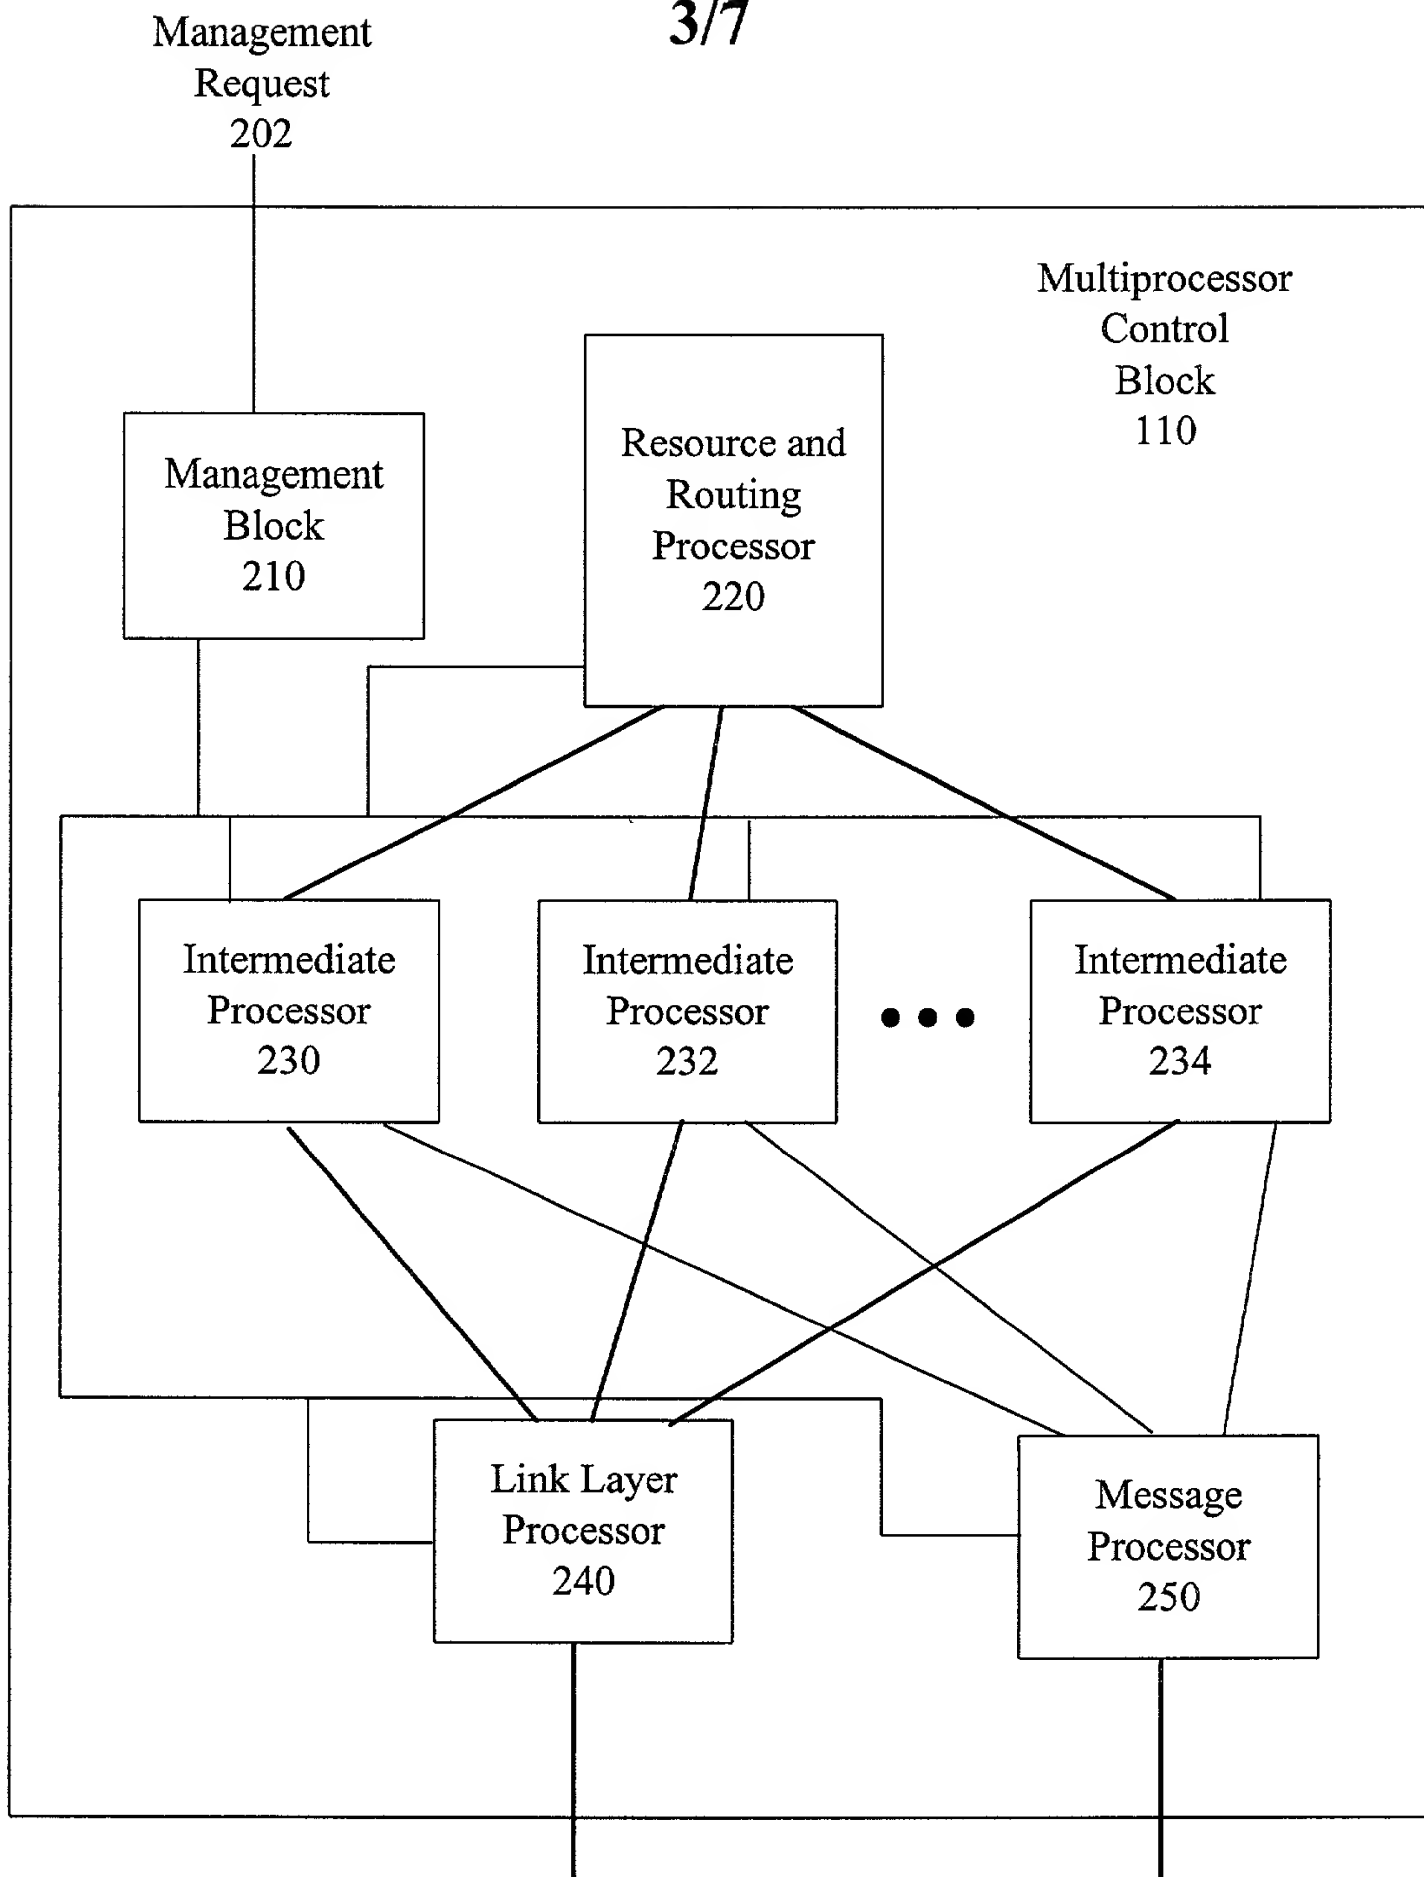 3/7
Management
Request
202
Multiprocessor
Control
Block
110
Resource and
Routing
Processor
220
Management
Block
210
Intermediate
Processor
230
Intermediate
Processor
232
Intermediate
Processor
234
Link Layer
Processor
240
Message
Processor
250